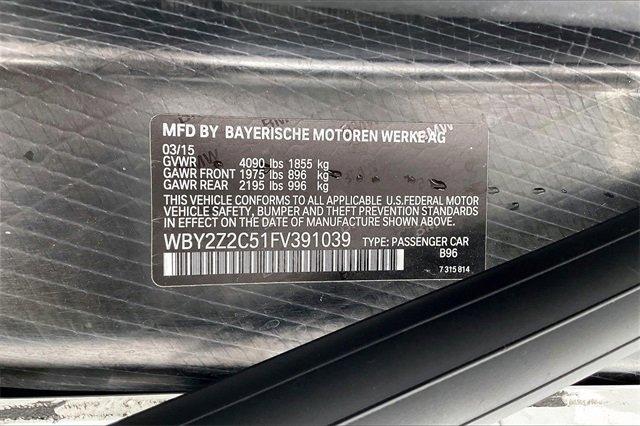 MFD BY BAYERISCHE MOTOREN WERKE AG
03/15
GVWR 4090 lbs 1855 kg
GAWR FRONT 1975 lbs 896 kg
GAWR REAR 2195 lbs 996 kg
THIS VEHICLE CONFORMS TO ALL APPLICABLE U.S. FEDERAL MOTOR
VEHICLE SAFETY, BUMPER AND THEFT PREVENTION STANDARDS
IN EFFECT ON THE DATE OF MANUFACTURE SHOWN ABOVE.
WBY2Z2C51FV391039 TYPE: PASSENGER CAR
B96
7 315 814